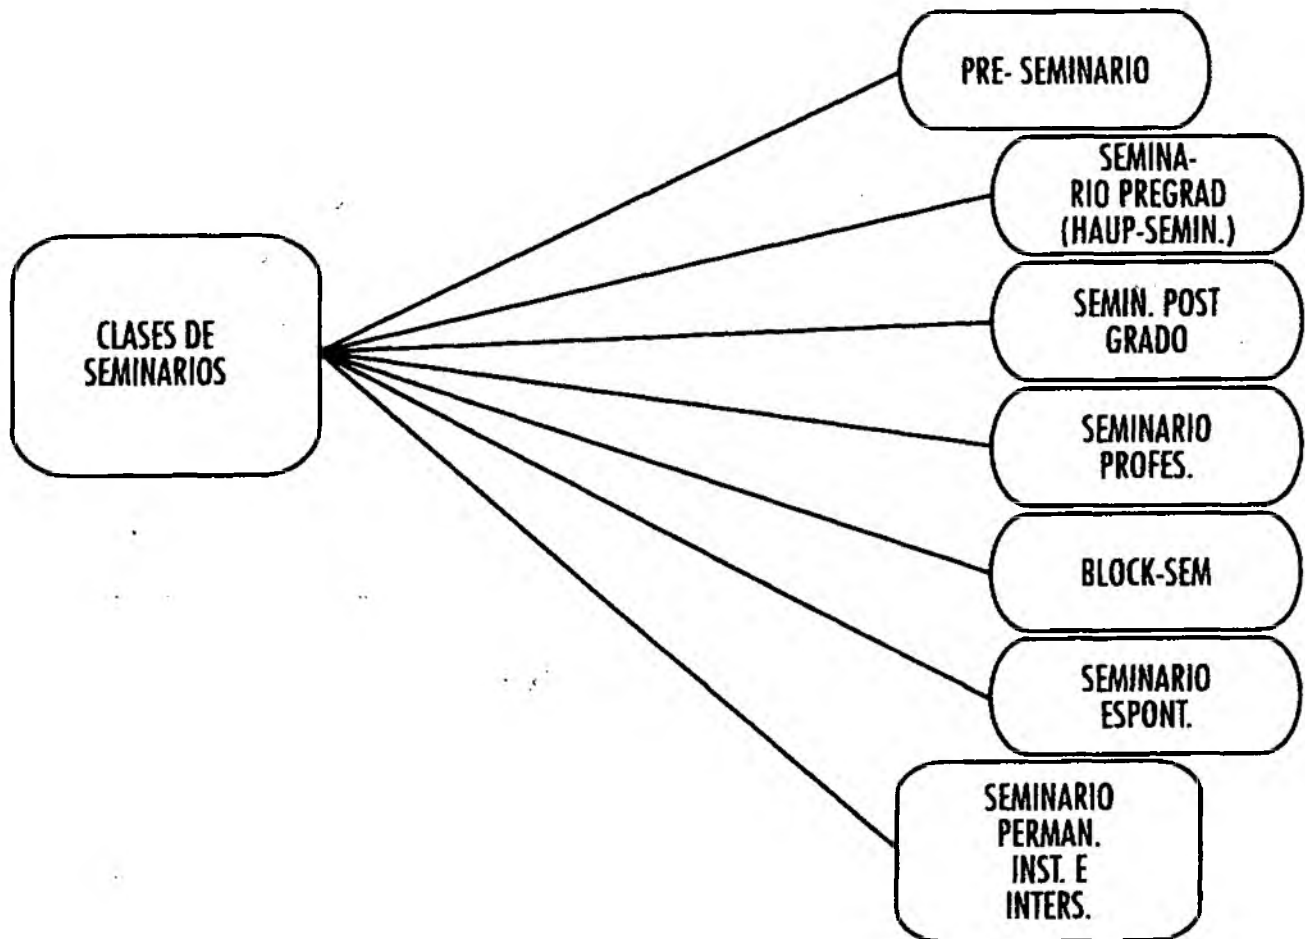 PRE- SEMINARIO
SEMINA-
RIO PREGRAD
(HAUP-SEMIN.)
SEMIN. POST
GRADO
CLASES DE
SEMINARIOS
SEMINARIO
PROFES.
BLOCK-SEM
SEMINARIO
ESPONT.
SEMINARIO
PERMAN.
INST. E
INTERS.